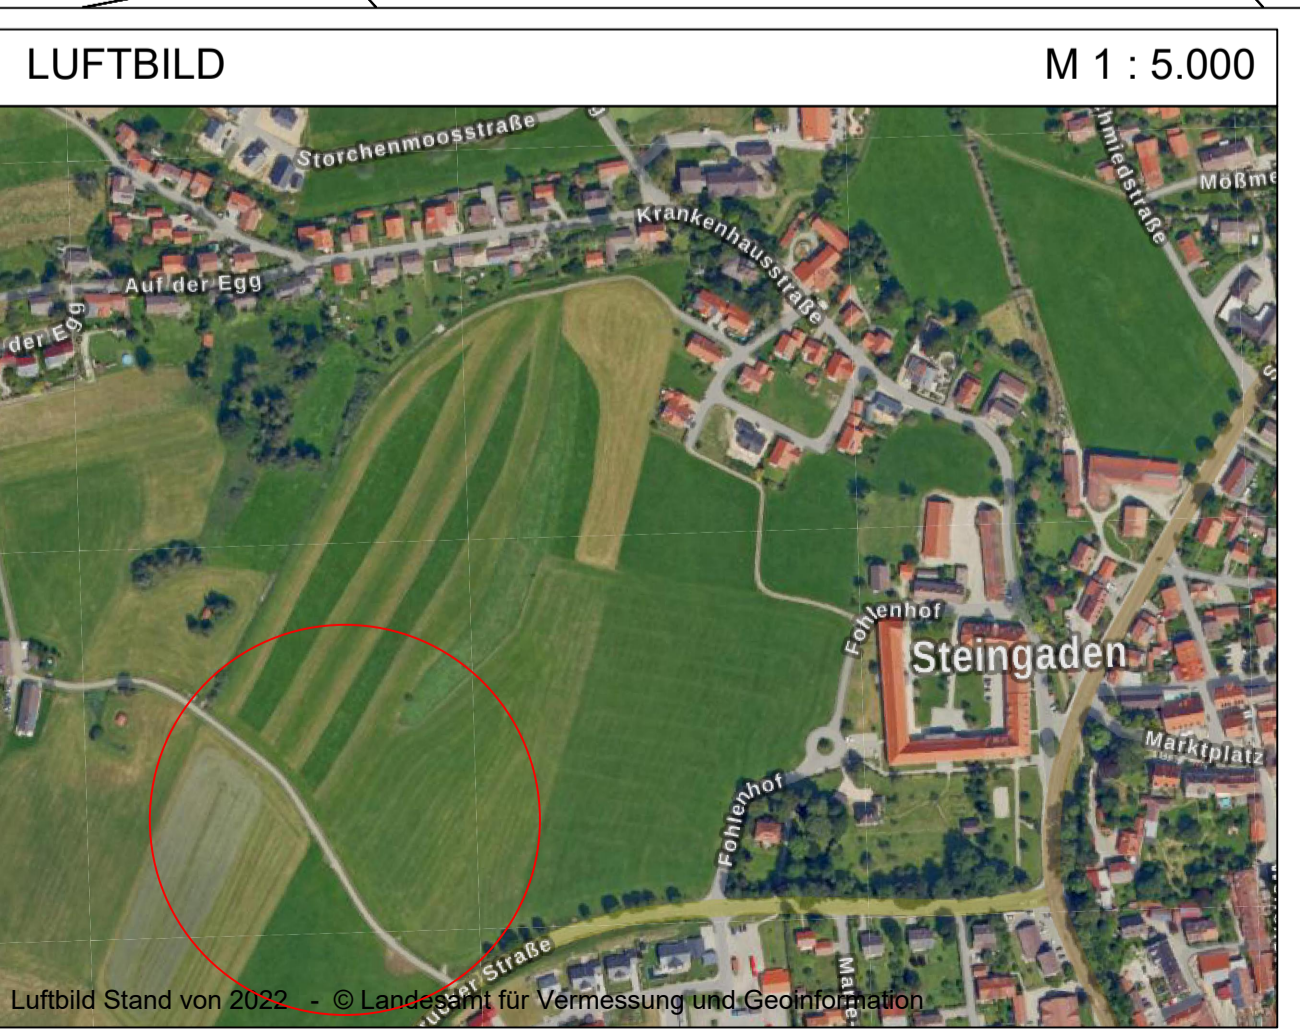 LUFTBILD
M 1 : 5.000
Storchenmoosstraße
Krankenhausstraße
Auf der Egg
der Egg
Fohlenhof
Steingaden
Marktplatz
Fohlenhof
Straße
Luftbild Stand von 2022 - © Landesamt für Vermessung und Geoinformation